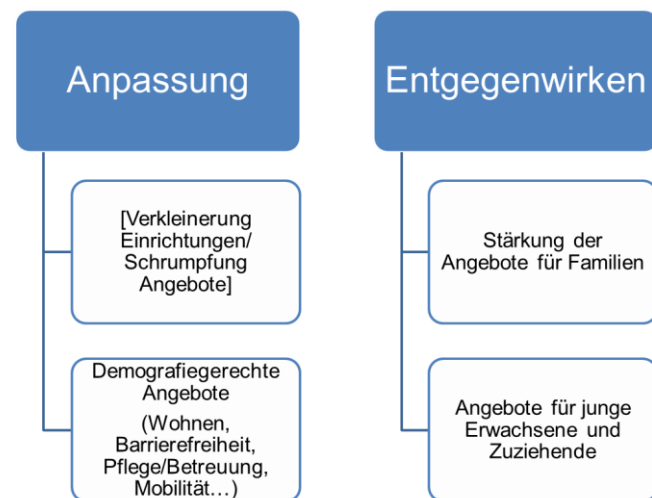 Anpassung
[Verkleinerung
Einrichtungen/
Schrumpfung
Angebote]
Demografiegerechte
Angebote
(Wohnen,
Barrierefreiheit,
Pflege/Betreuung,
Mobilität…)
Entgegenwirken
Stärkung der
Angebote für Familien
Angebote für junge
Erwachsene und
Zuziehende